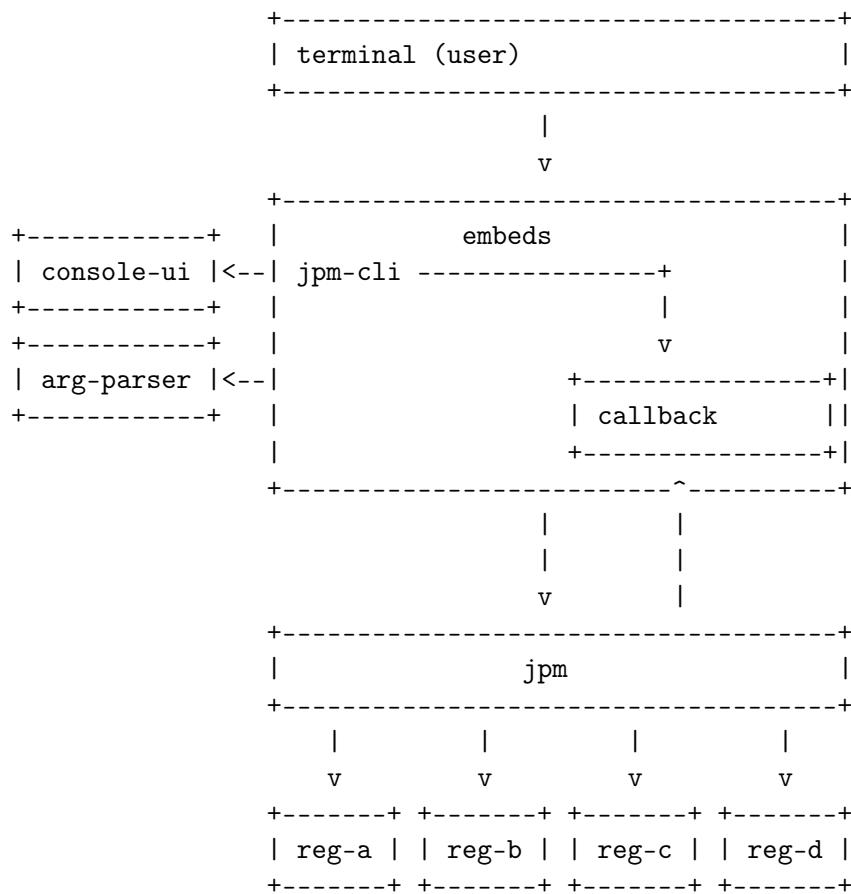 terminal (user)
embeds
console-ui
jpm-cli
arg-parser
callback
jpm
reg-a
reg-b
reg-c
reg-d